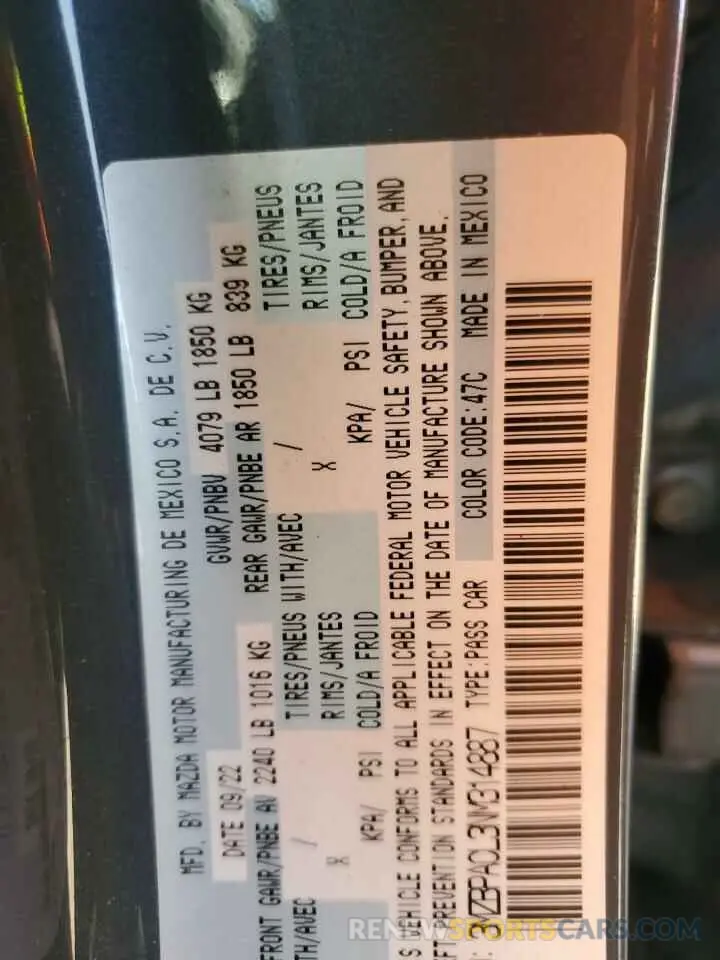 MFD. BY MAZDA MOTOR MANUFACTURING DE MEXICO S.A. DE C.V.
DATE 09/22 GVWR/PNBV 4079 LB 1850 KG
FRONT GAWR/PNBE AV 2240 LB 1016 KG REAR GAWR/PNBE AR 1850 LB 839 KG
TH/AVEC / TIRES/PNEUS WITH/AVEC / TIRES/PNEUS
X RIMS/JANTES X RIMS/JANTES
KPA/ PSI COLD/A FROID KPA/ PSI COLD/A FROID
S VEHICLE CONFORMS TO ALL APPLICABLE FEDERAL MOTOR VEHICLE SAFETY, BUMPER, AND
FT PREVENTION STANDARDS IN EFFECT ON THE DATE OF MANUFACTURE SHOWN ABOVE.
MZBPACL3NM314887 TYPE:PASS CAR COLOR CODE:47C MADE IN MEXICO
RENEWSPORTSCARS.COM